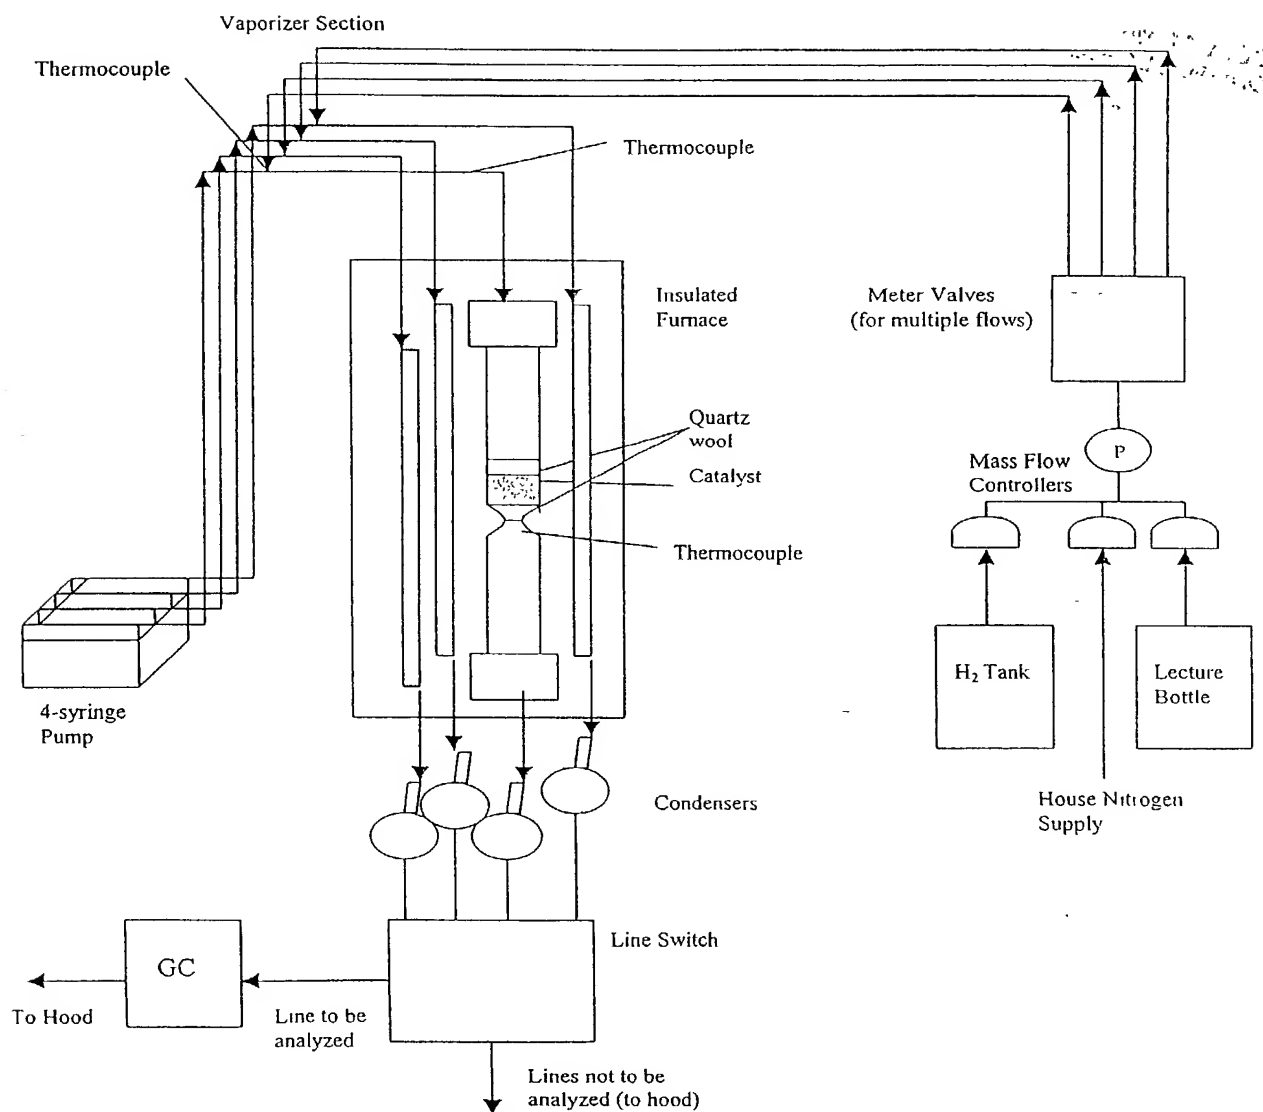 Vaporizer Section
Thermocouple
Thermocouple
Insulated
Furnace
Meter Valves
(for multiple flows)
Quartz
wool
Catalyst
P
Mass Flow
Controllers
Thermocouple
H₂ Tank
Lecture
Bottle
4-syringe
Pump
Condensers
House Nitrogen
Supply
Line Switch
GC
To Hood
Line to be
analyzed
Lines not to be
analyzed (to hood)